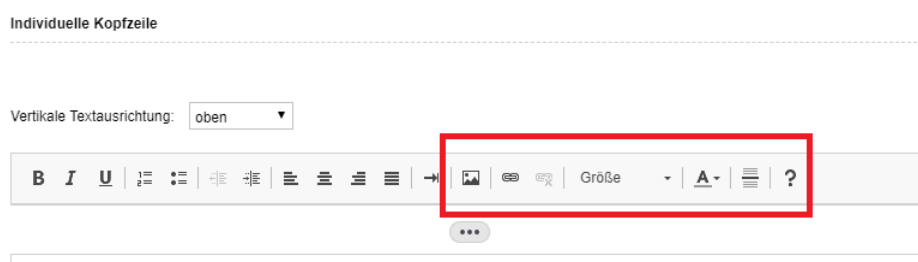 Individuelle Kopfzeile
Vertikale Textausrichtung: oben
B I U Größe A ?